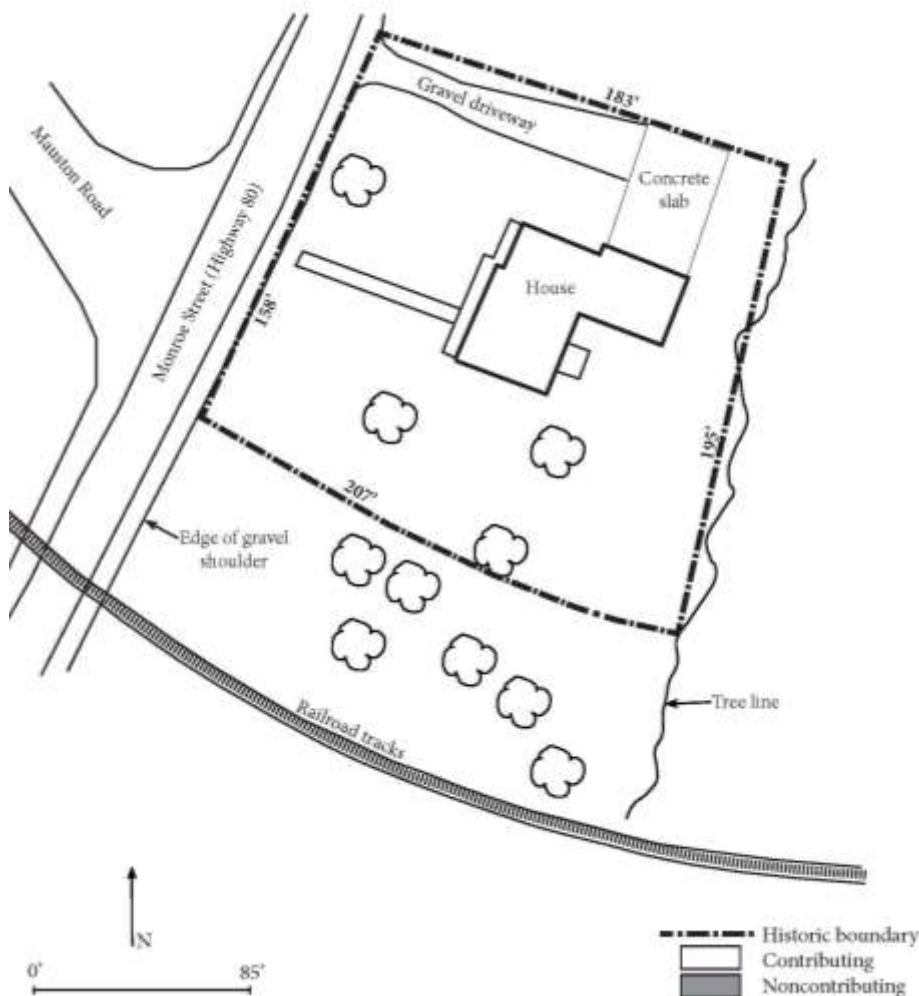 183'
Gravel driveway
Mauston Road
Monroe Street (Highway 80)
Concrete
slab
House
158'
195'
207'
Edge of gravel
shoulder
Tree line
Railroad tracks
N
0'
85'
Historic boundary
Contributing
Noncontributing